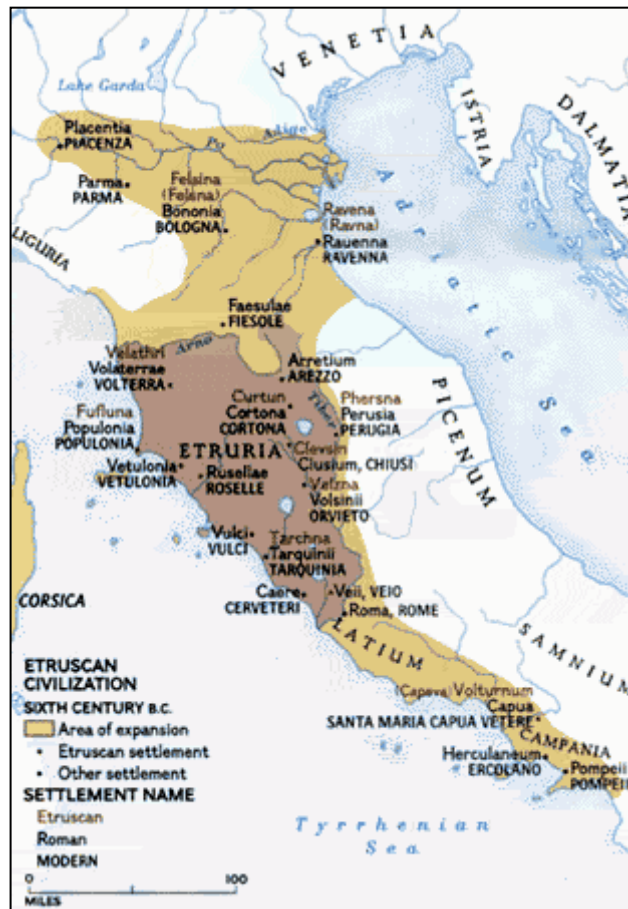 VENETIA
Lake Garda
ISTRIA
DALMATIA
Adige
Placentia
PIACENZA
Po
Parma
PARMA
Felsina
(Felsna)
Bononia
BOLOGNA
Ravena
(Ravna)
Rauenna
RAVENNA
Adriatic Sea
LIGURIA
Faesulae
FIESOLE
Arno
Velathri
Volaterrae
VOLTERRA
Arretium
AREZZO
Tiber
PICENUM
Curtun
Cortona
CORTONA
Phersna
Perusia
PERUGIA
Fufluna
Populonia
POPULONIA
ETRURIA
Clevsin
Clusium, CHIUSI
Vetulonia
VETULONIA
Rusellae
ROSELLE
Velrna
Volsinii
ORVIETO
Vulci
VULCI
Tarchna
Tarquinii
TARQUINIA
CORSICA
Caere
CERVETERI
Veii, VEIO
Roma, ROME
LATIUM
SAMNIUM
(Capeva) Volturnum
Capua
SANTA MARIA CAPUA VETERE
CAMPANIA
Herculaneum
ERCOLANO
Pompeii
POMPEII
Tyrrhenian
Sea
ETRUSCAN
CIVILIZATION
SIXTH CENTURY B.C.
Area of expansion
Etruscan settlement
Other settlement
SETTLEMENT NAME
Etruscan
Roman
MODERN
0 100
MILES